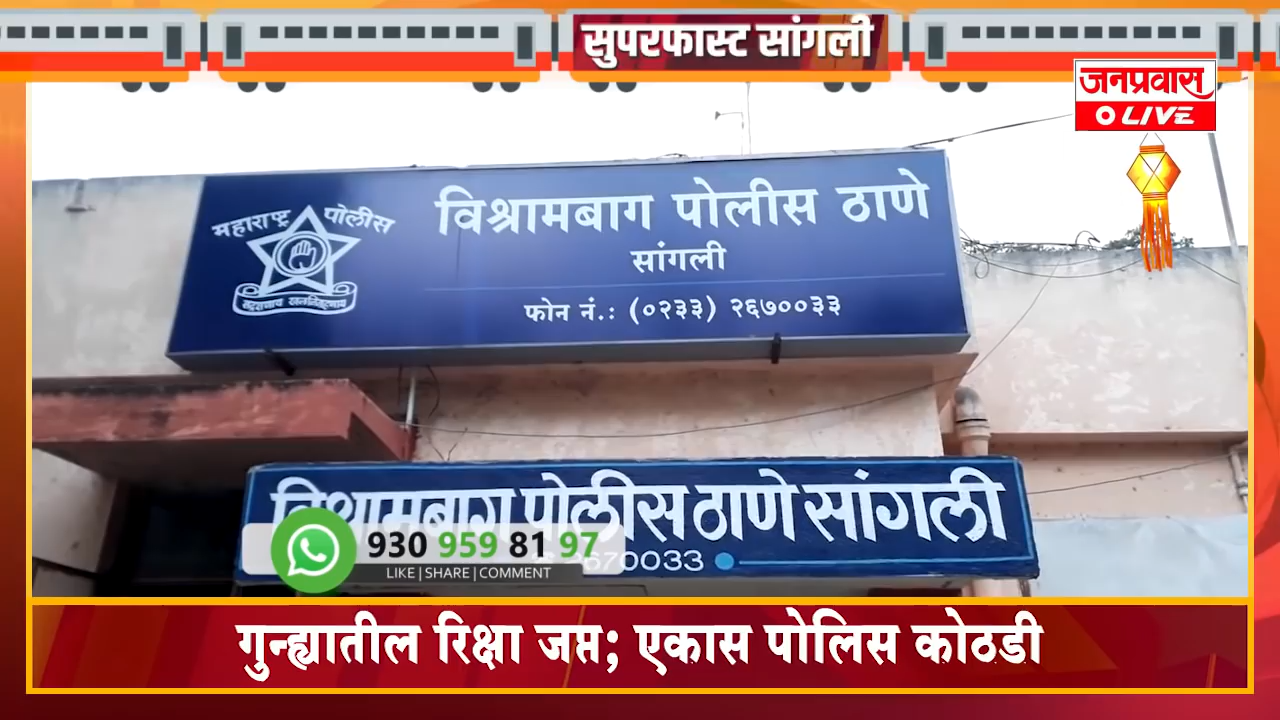 सुपरफास्ट सांगली
जनप्रवास
LIVE
महाराष्ट्र पोलीस
विश्रामबाग पोलीस ठाणे
सांगली
फोन नं.: (०२३३) २६७००३३
विश्रामबाग पोलीस ठाणे सांगली
2670033
930 959 81 97
LIKE | SHARE | COMMENT
गुन्ह्यातील रिक्षा जप्त; एकास पोलिस कोठडी